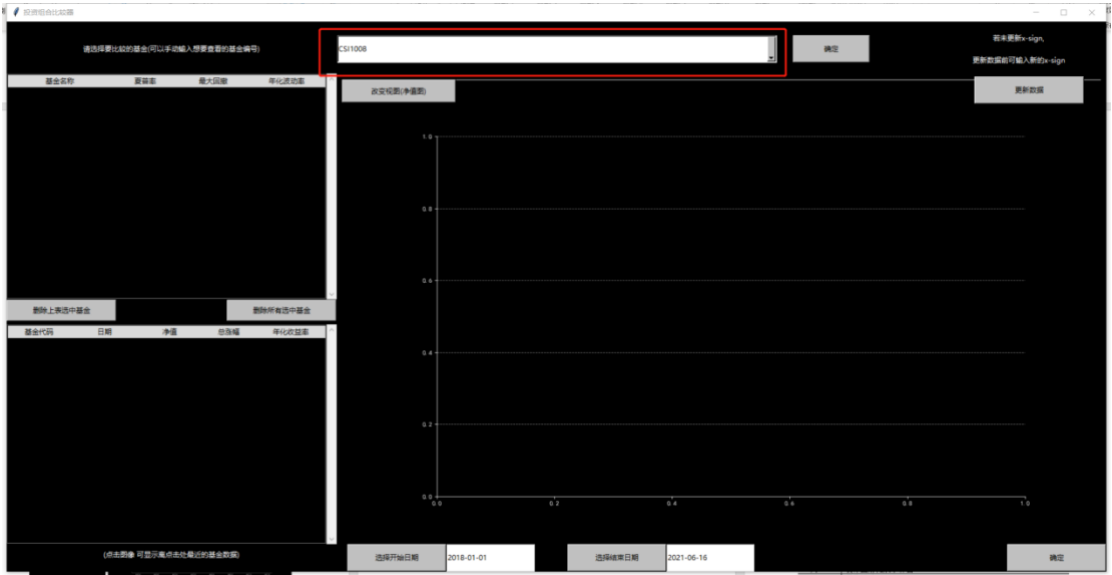 投资组合比较器
请选择要比较的基金(可以手动输入想要查看的基金编号)
CSI1008
确定
若未更新x-sign,
更新数据前可输入新的x-sign
更新数据
基金名称 夏普率 最大回撤 年化波动率
改变视图(净值图)
1.0
0.8
0.6
0.4
0.2
0.0
0.0 0.2 0.4 0.6 0.8 1.0
删除上表选中基金 删除所有选中基金
基金代码 日期 净值 总涨幅 年化收益率
(点击图像 可显示离点击处最近的基金数据)
选择开始日期 2018-01-01 选择结束日期 2021-06-16 确定